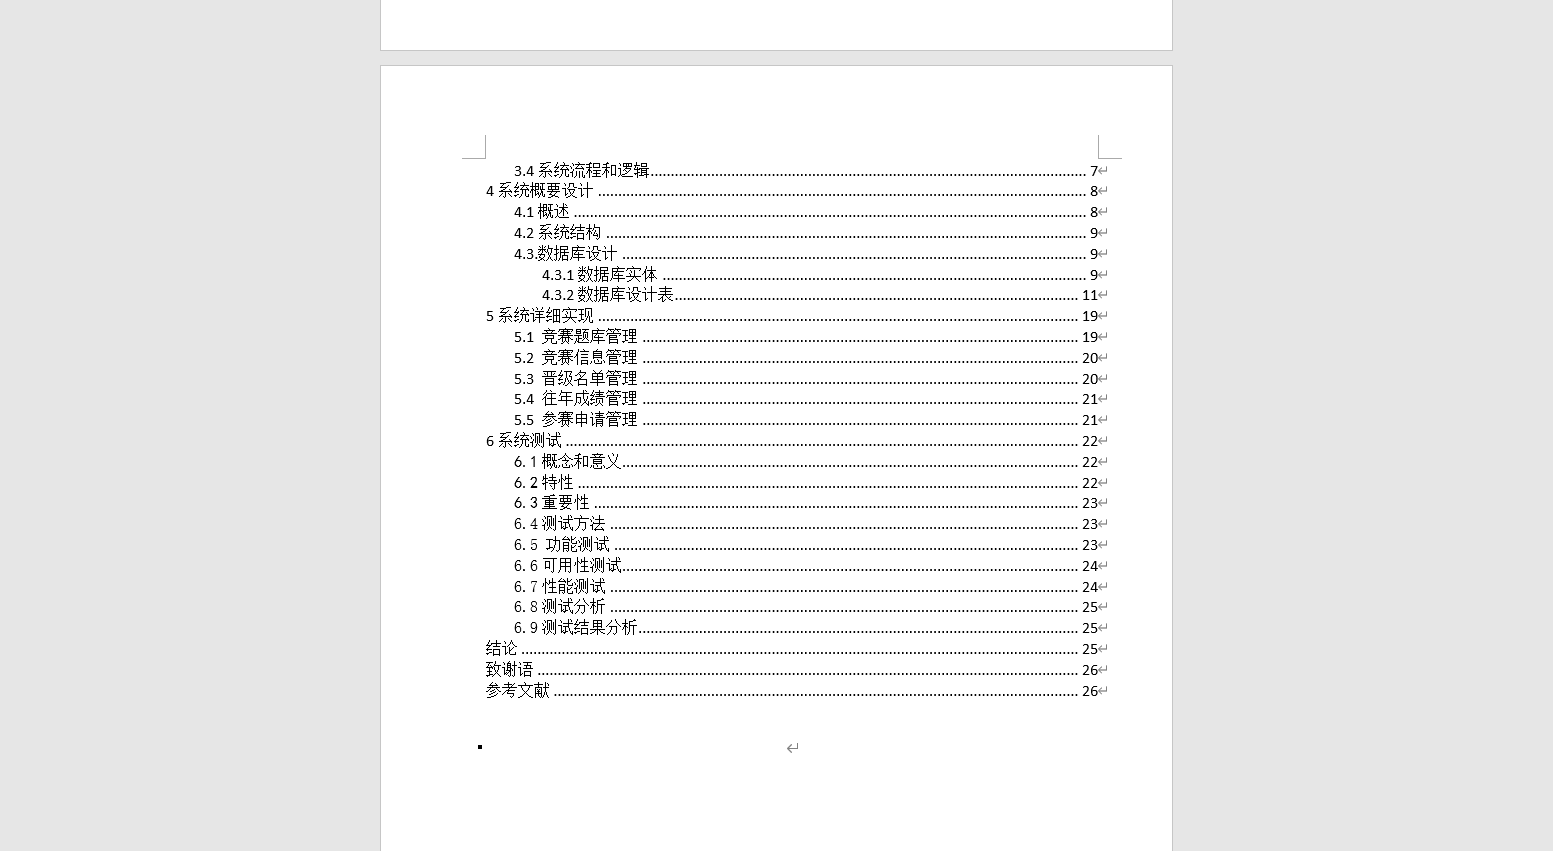 3.4 系统流程和逻辑 7
4 系统概要设计 8
4.1 概述 8
4.2 系统结构 9
4.3.数据库设计 9
4.3.1 数据库实体 9
4.3.2 数据库设计表 11
5 系统详细实现 19
5.1 竞赛题库管理 19
5.2 竞赛信息管理 20
5.3 晋级名单管理 20
5.4 往年成绩管理 21
5.5 参赛申请管理 21
6 系统测试 22
6.1 概念和意义 22
6.2 特性 22
6.3 重要性 23
6.4 测试方法 23
6.5 功能测试 23
6.6 可用性测试 24
6.7 性能测试 24
6.8 测试分析 25
6.9 测试结果分析 25
结论 25
致谢语 26
参考文献 26